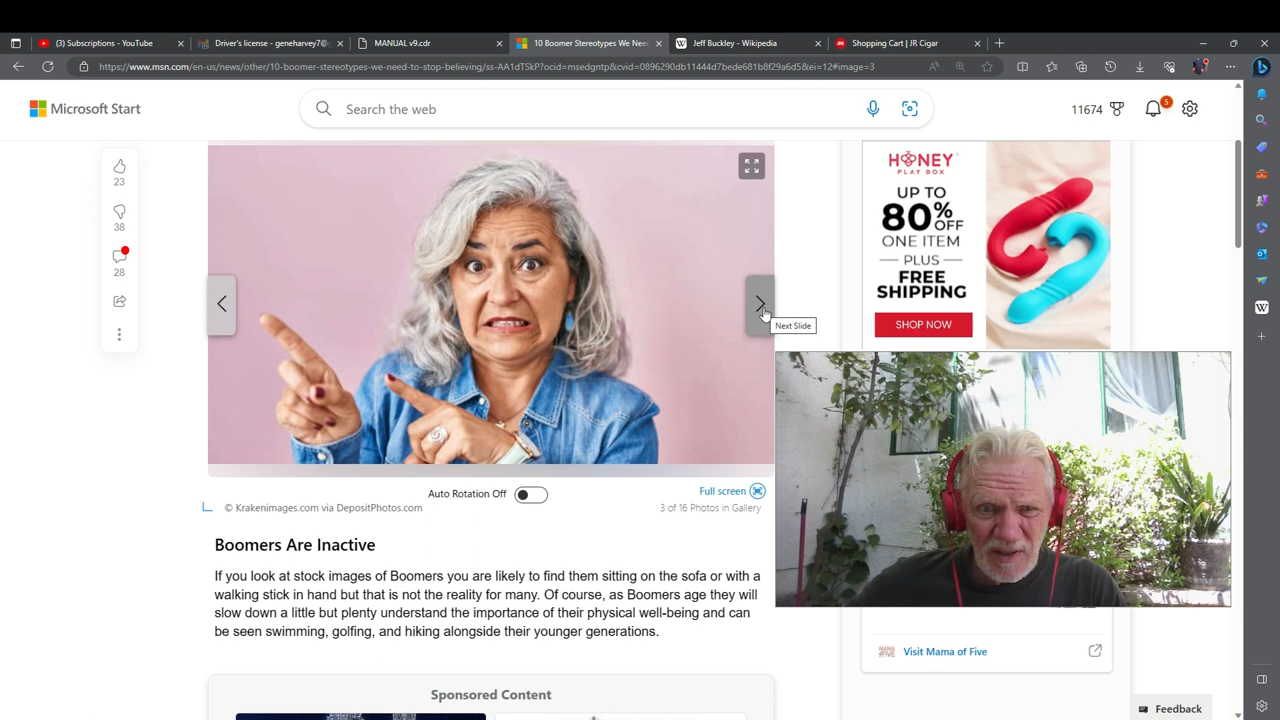 (3) Subscriptions - YouTube
Driver's license - geneharvey7@c
MANUAL v9.cdr
10 Boomer Stereotypes We Need
Jeff Buckley - Wikipedia
Shopping Cart | JR Cigar
https://www.msn.com/en-us/news/other/10-boomer-stereotypes-we-need-to-stop-believing/ss-AA1dTSkP?ocid=msedgntp&cvid=0896290db11444d7bede681b8f29a6d5&ei=12#image=3
Microsoft Start
Search the web
11674
5
23
38
28
Next Slide
HONEY
PLAY BOX
UP TO
80% OFF
ONE ITEM
PLUS
FREE
SHIPPING
SHOP NOW
Auto Rotation Off
Full screen
© Krakenimages.com via DepositPhotos.com
3 of 16 Photos in Gallery
Boomers Are Inactive
If you look at stock images of Boomers you are likely to find them sitting on the sofa or with a
walking stick in hand but that is not the reality for many. Of course, as Boomers age they will
slow down a little but plenty understand the importance of their physical well-being and can
be seen swimming, golfing, and hiking alongside their younger generations.
Visit Mama of Five
Sponsored Content
Feedback